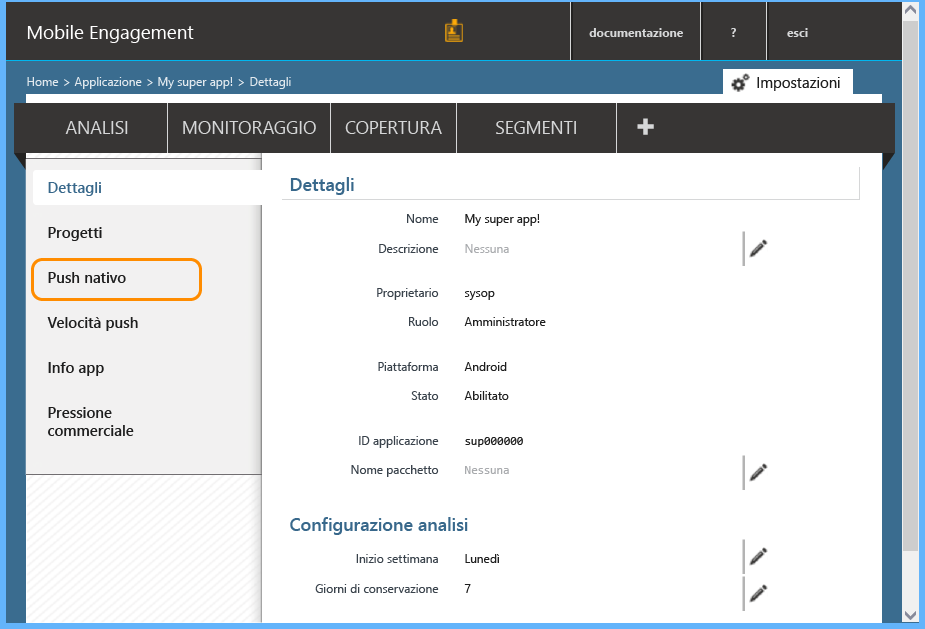 Mobile Engagement
documentazione
?
esci
Home > Applicazione > My super app! > Dettagli
Impostazioni
ANALISI
MONITORAGGIO
COPERTURA
SEGMENTI
Dettagli
Progetti
Push nativo
Velocità push
Info app
Pressione
commerciale
Dettagli
Nome My super app!
Descrizione Nessuna
Proprietario sysop
Ruolo Amministratore
Piattaforma Android
Stato Abilitato
ID applicazione sup000000
Nome pacchetto Nessuna
Configurazione analisi
Inizio settimana Lunedì
Giorni di conservazione 7